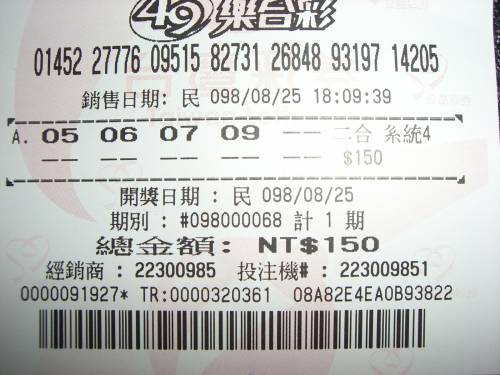 49樂合彩
01452 27776 09515 82731 26848 93197 14205
銷售日期: 民 098/08/25 18:09:39
A. 05 06 07 09 -- -- 二合 系統4
-- -- -- -- -- -- $150
開獎日期 : 民 098/08/25
期別 : #098000068 計 1 期
總金額: NT$150
經銷商 : 22300985 投注機# : 223009851
0000091927* TR:0000320361 08A82E4EA0B93822